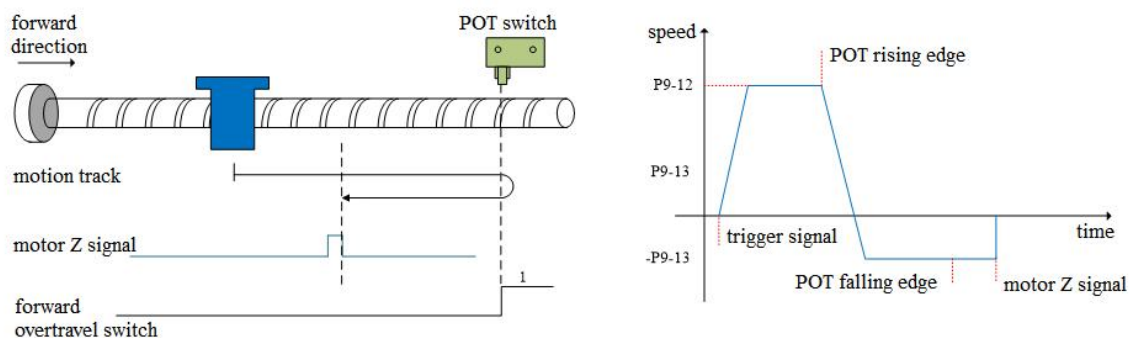 forward
direction
POT switch
motion track
motor Z signal
1
forward
overtravel switch
speed
POT rising edge
P9-12
P9-13
trigger signal
time
-P9-13
POT falling edge
motor Z signal